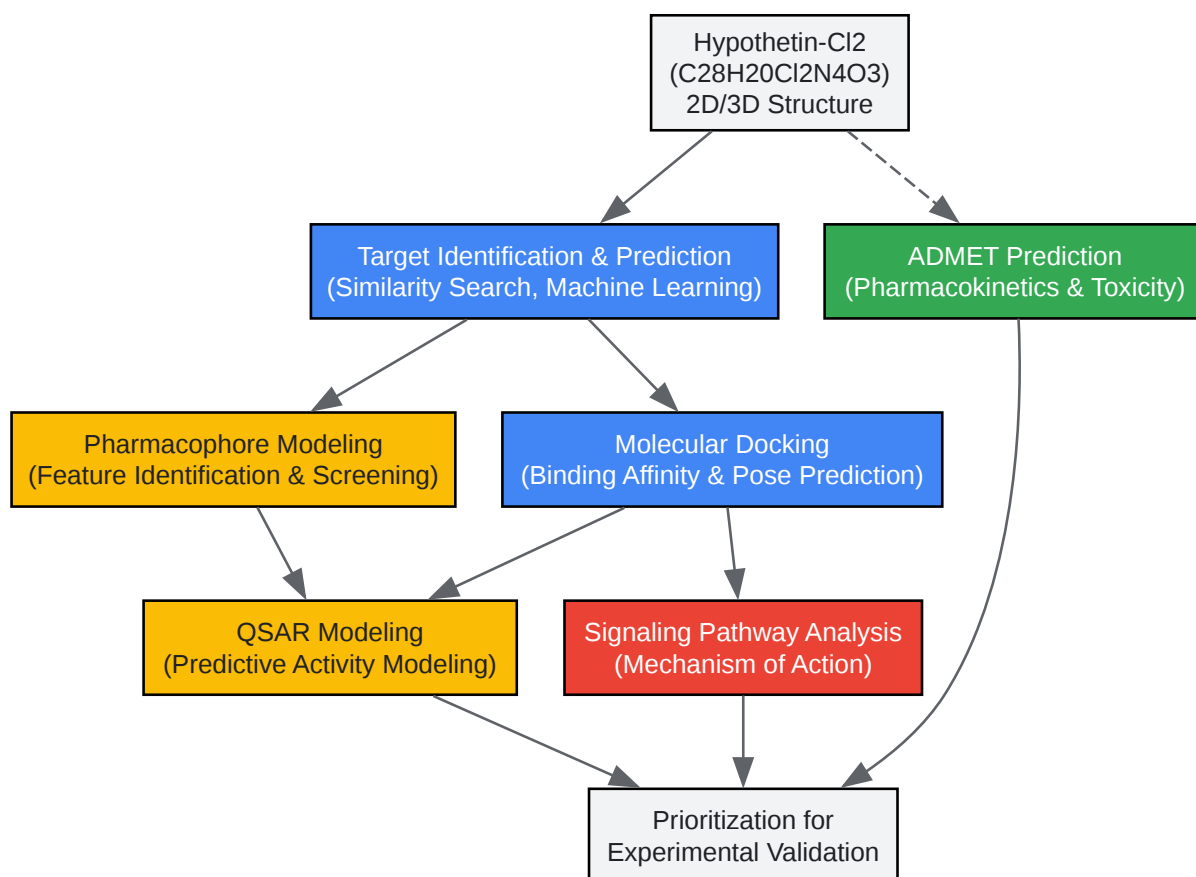 Hypothetin-Cl2
(C28H20Cl2N4O3)
2D/3D Structure
Target Identification & Prediction
(Similarity Search, Machine Learning)
ADMET Prediction
(Pharmacokinetics & Toxicity)
Pharmacophore Modeling
(Feature Identification & Screening)
Molecular Docking
(Binding Affinity & Pose Prediction)
QSAR Modeling
(Predictive Activity Modeling)
Signaling Pathway Analysis
(Mechanism of Action)
Prioritization for
Experimental Validation